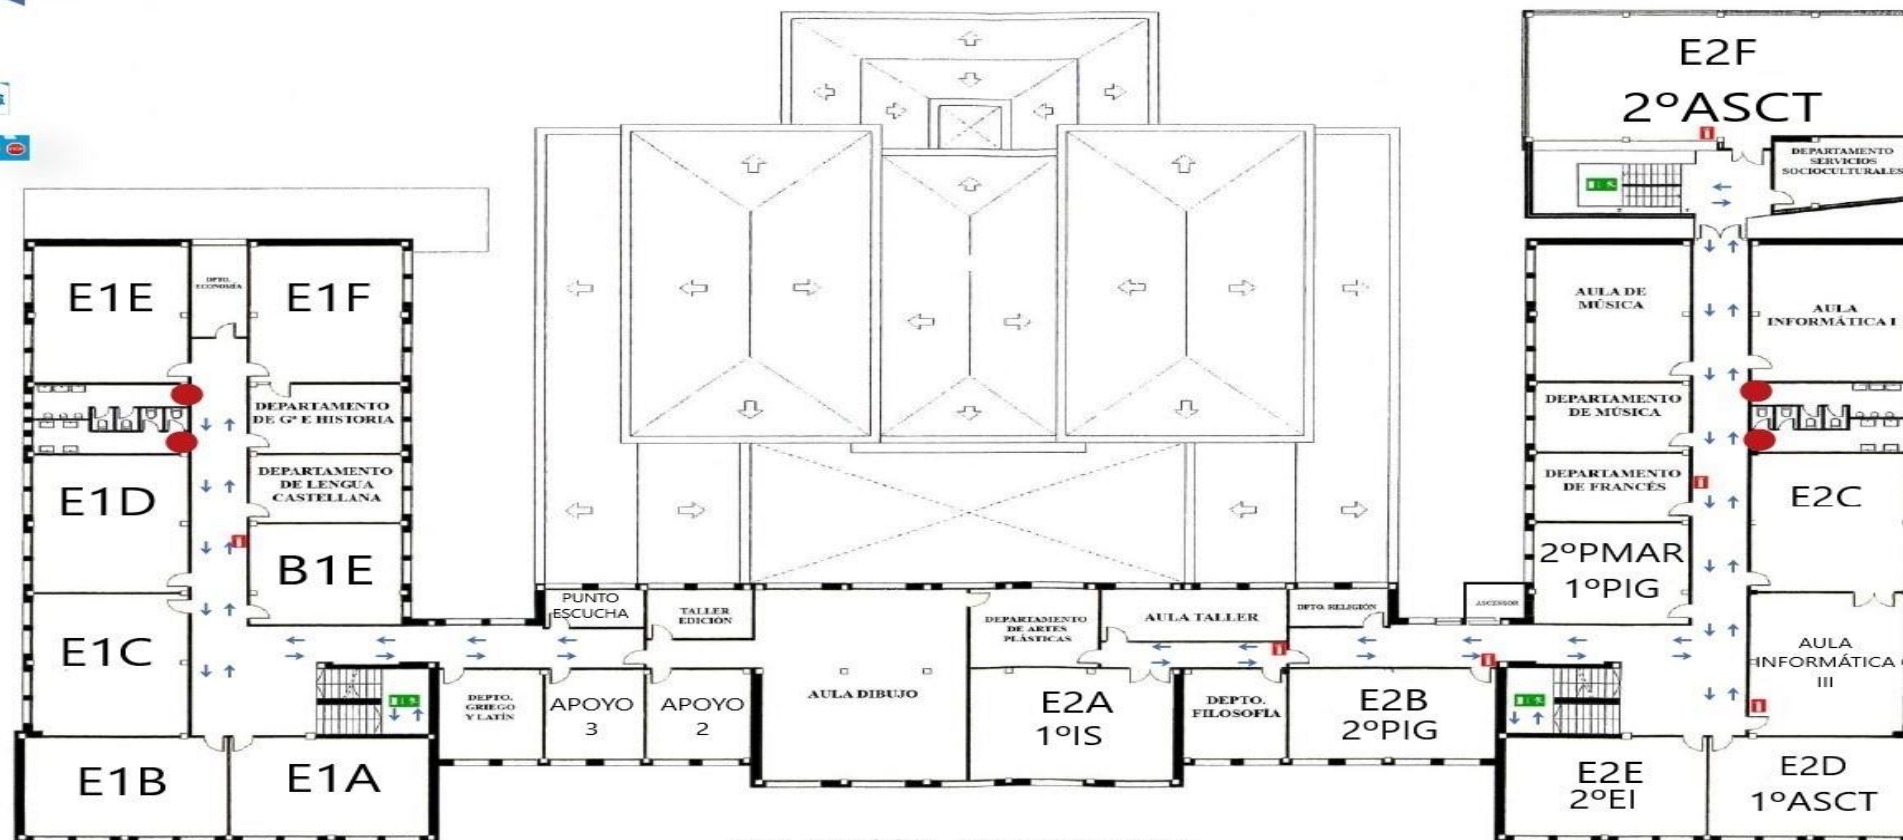 E2F
2ºASCT
DEPARTAMENTO
SERVICIOS
SOCIOCULTURALES
E1E
DPTO.
ECONOMÍA
E1F
AULA DE
MÚSICA
AULA
INFORMÁTICA I
DEPARTAMENTO
DE Gª E HISTORIA
DEPARTAMENTO
DE MÚSICA
E1D
DEPARTAMENTO
DE LENGUA
CASTELLANA
DEPARTAMENTO
DE FRANCÉS
E2C
B1E
2ºPMAR
1ºPIG
E1C
PUNTO
ESCUCHA
TALLER
EDICIÓN
DEPARTAMENTO
DE ARTES
PLÁSTICAS
AULA TALLER
DPTO. RELIGIÓN
ASCENSOR
AULA
INFORMÁTICA
III
DEPTO.
GRIEGO
Y LATÍN
APOYO
3
APOYO
2
AULA DIBUJO
E2A
1ºIS
DEPTO.
FILOSOFÍA
E2B
2ºPIG
E1B
E1A
E2E
2ºEI
E2D
1ºASCT